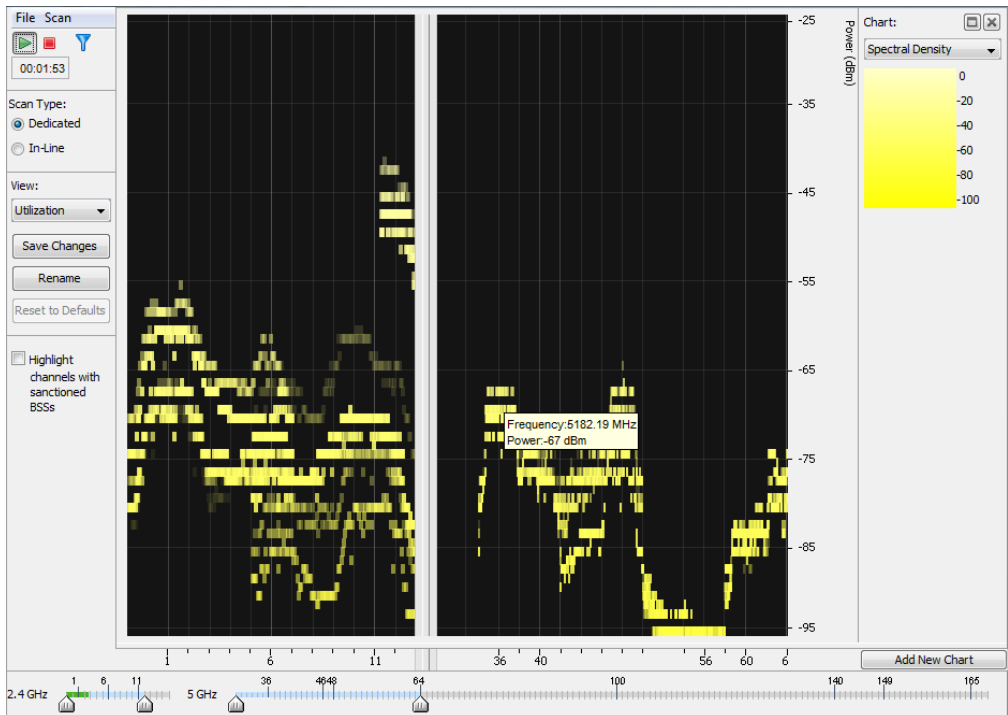 File Scan
00:01:53
Scan Type:
Dedicated
In-Line
View:
Utilization
Save Changes
Rename
Reset to Defaults
Highlight
channels with
sanctioned
BSSs
Frequency:5182.19 MHz
Power:-67 dBm
-25
-35
-45
-55
-65
-75
-85
-95
Power (dBm)
1 6 11 36 40 56 60 6
Chart:
Spectral Density
0
-20
-40
-60
-80
-100
Add New Chart
2.4 GHz 1 6 11 5 GHz 36 4648 64 100 140 149 165